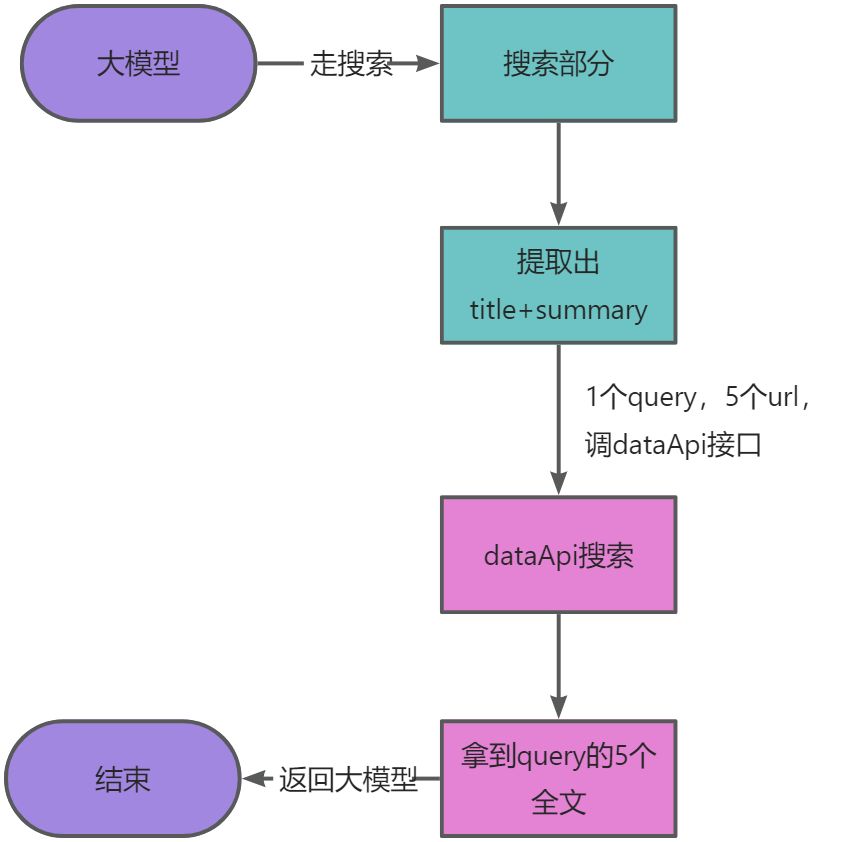 大模型
走搜索
搜索部分
提取出
title+summary
1个query，5个url，
调dataApi接口
dataApi搜索
拿到query的5个
全文
返回大模型
结束